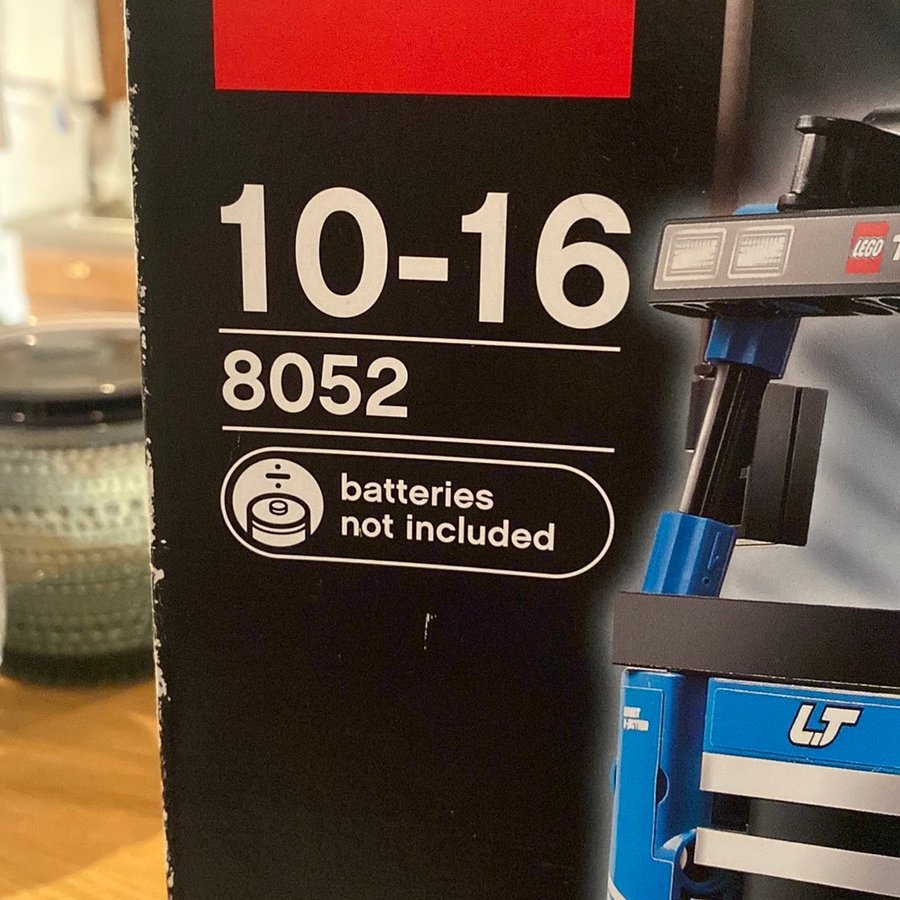 10-16
8052
batteries
not included
LEGO T
LT